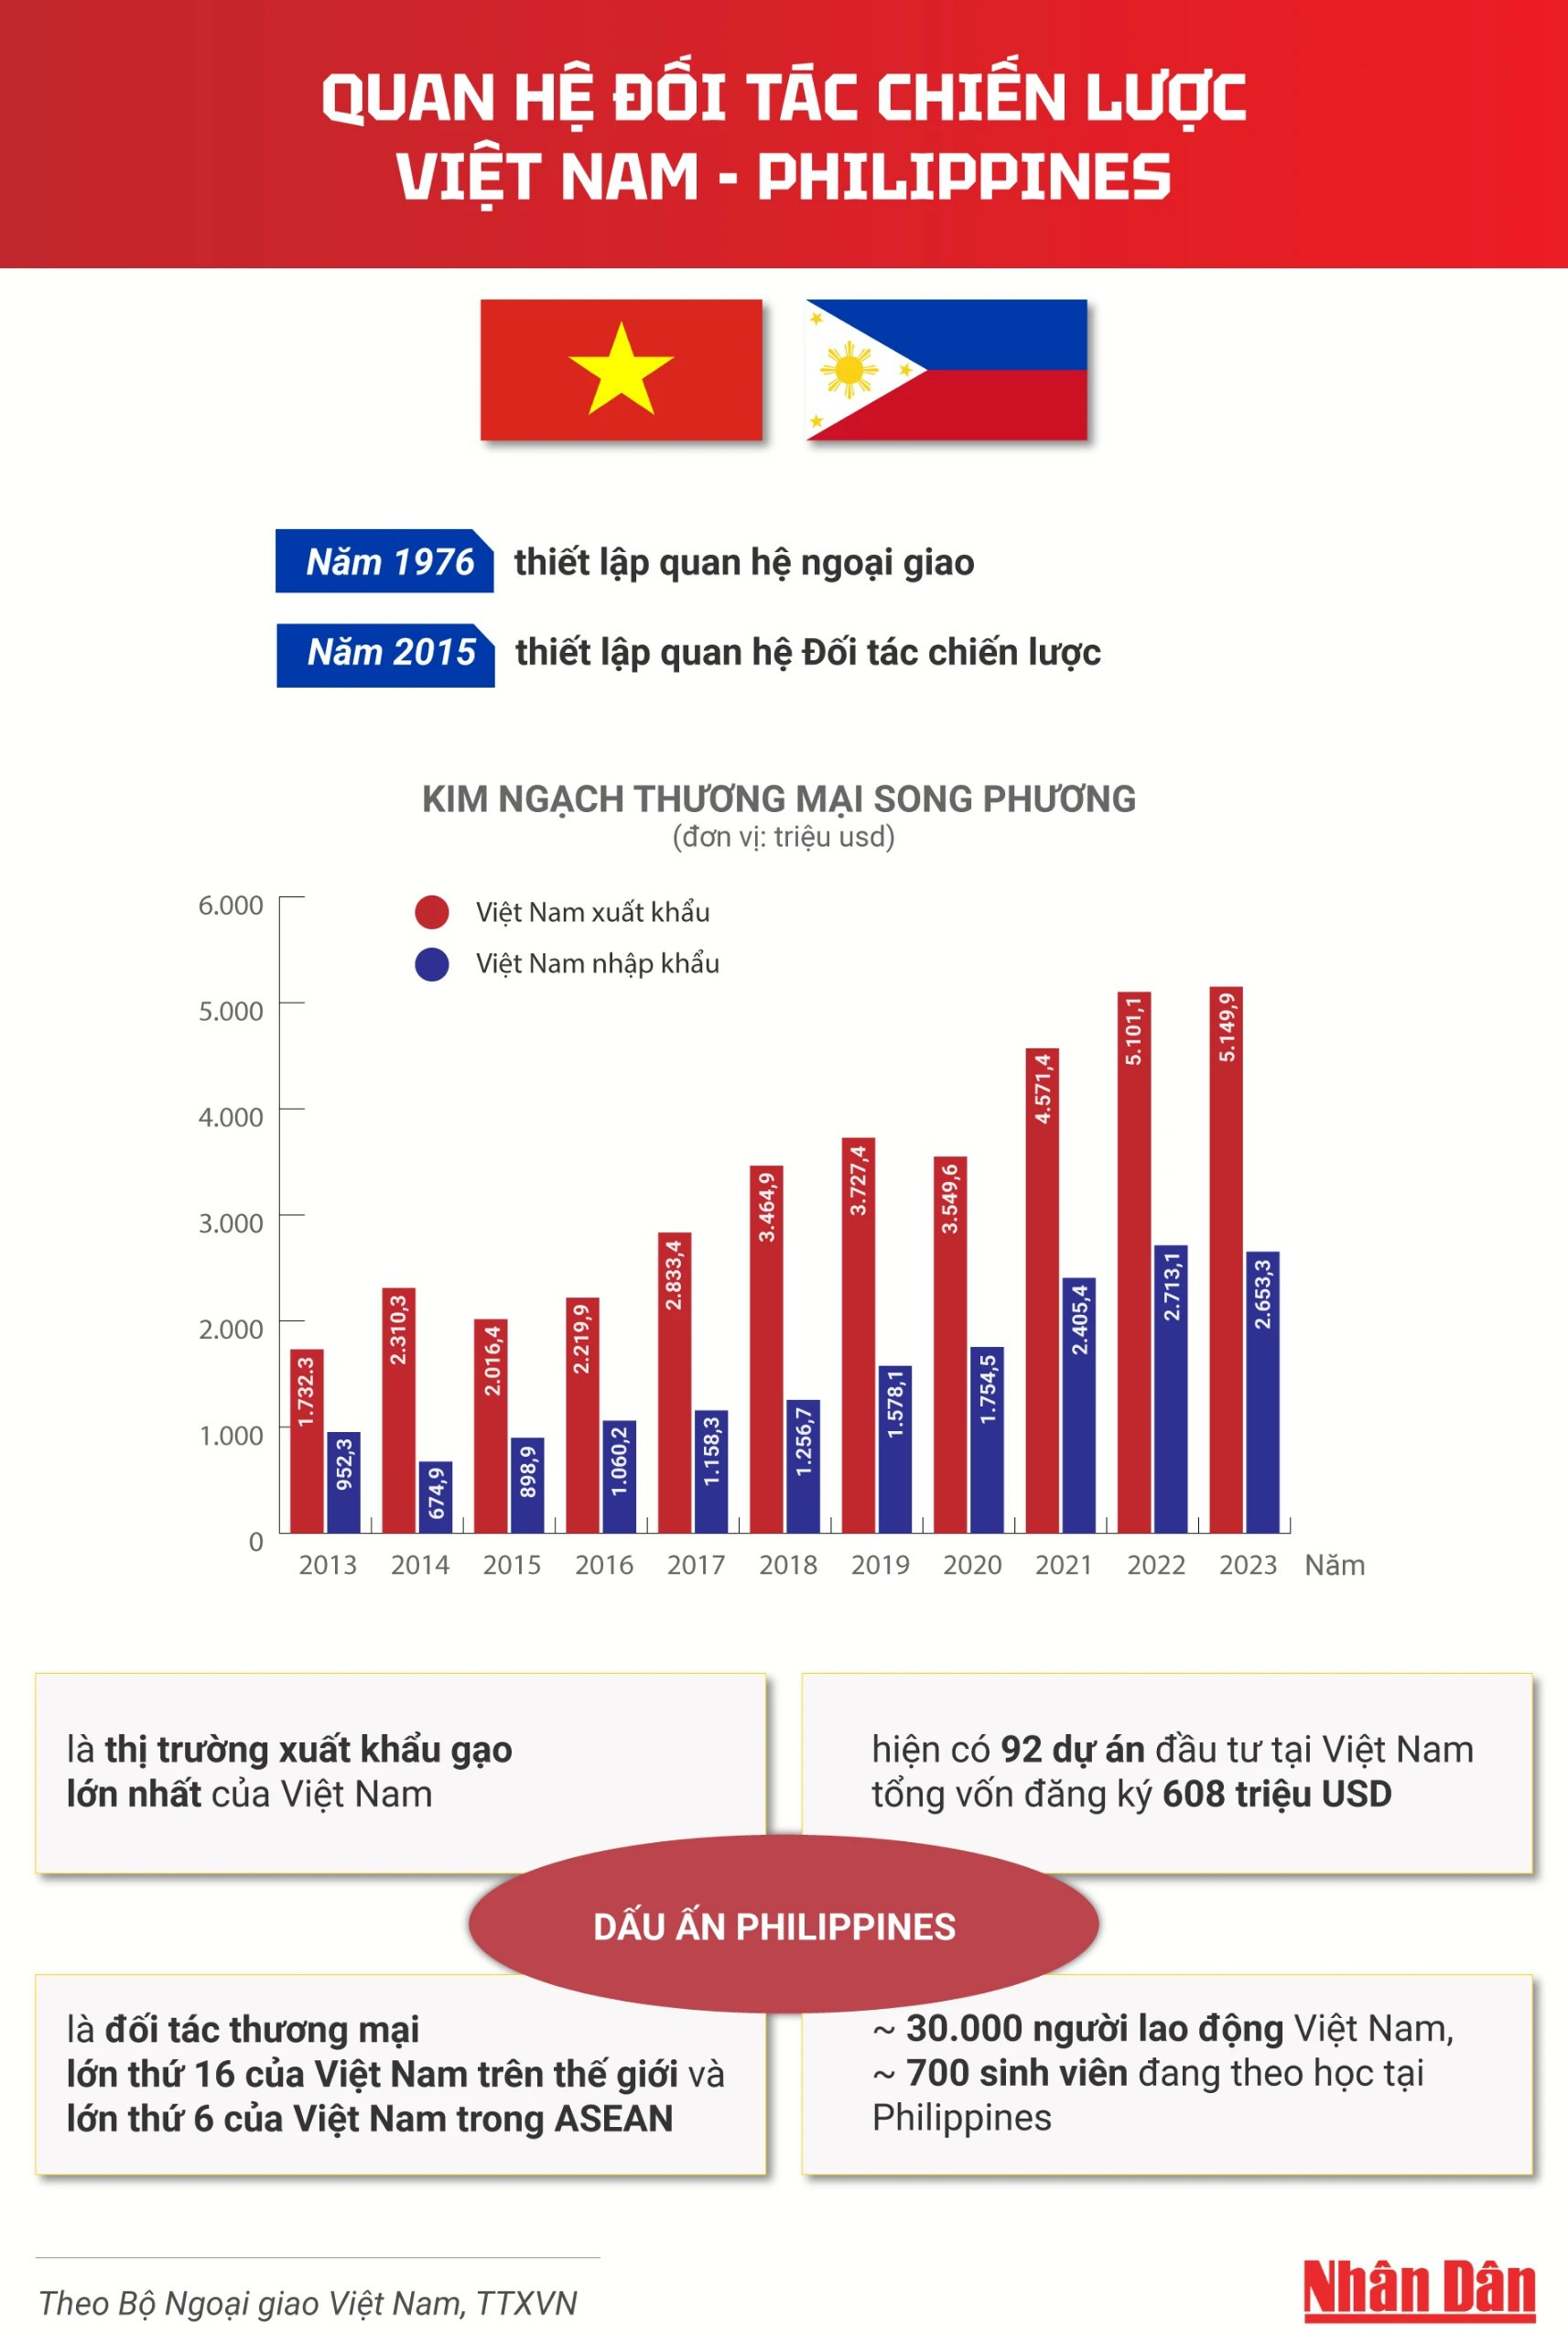 QUAN HỆ ĐỐI TÁC CHIẾN LƯỢC
VIỆT NAM - PHILIPPINES
Năm 1976 thiết lập quan hệ ngoại giao
Năm 2015 thiết lập quan hệ Đối tác chiến lược
KIM NGẠCH THƯƠNG MẠI SONG PHƯƠNG
(đơn vị: triệu usd)
Việt Nam xuất khẩu
Việt Nam nhập khẩu
6.000
5.000
4.000
3.000
2.000
1.000
0
1.732.3
952,3
2.310,3
674,9
2.016,4
898,9
2.219,9
1.060,2
2.833,4
1.158,3
3.464,9
1.256,7
3.727,4
1.578,1
3.549,6
1.754,5
4.571,4
2.405,4
5.101,1
2.713,1
5.149,9
2.653,3
2013 2014 2015 2016 2017 2018 2019 2020 2021 2022 2023 Năm
là thị trường xuất khẩu gạo
lớn nhất của Việt Nam
hiện có 92 dự án đầu tư tại Việt Nam
tổng vốn đăng ký 608 triệu USD
DẤU ẤN PHILIPPINES
là đối tác thương mại
lớn thứ 16 của Việt Nam trên thế giới và
lớn thứ 6 của Việt Nam trong ASEAN
~ 30.000 người lao động Việt Nam,
~ 700 sinh viên đang theo học tại
Philippines
Theo Bộ Ngoại giao Việt Nam, TTXVN
Nhân Dân